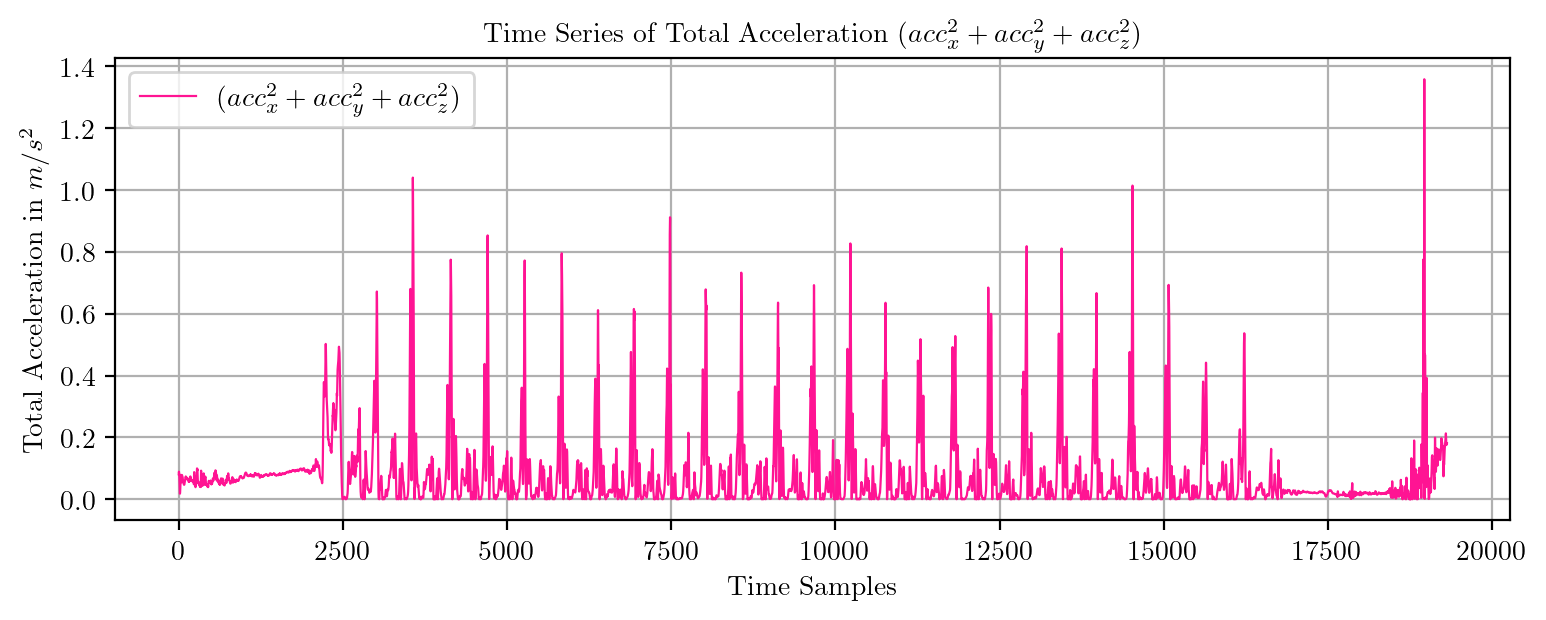 Time Series of Total Acceleration $(acc_x^2 + acc_y^2 + acc_z^2)$
$(acc_x^2 + acc_y^2 + acc_z^2)$
Total Acceleration in $m/s^2$
1.4
1.2
1.0
0.8
0.6
0.4
0.2
0.0
0 2500 5000 7500 10000 12500 15000 17500 20000
Time Samples